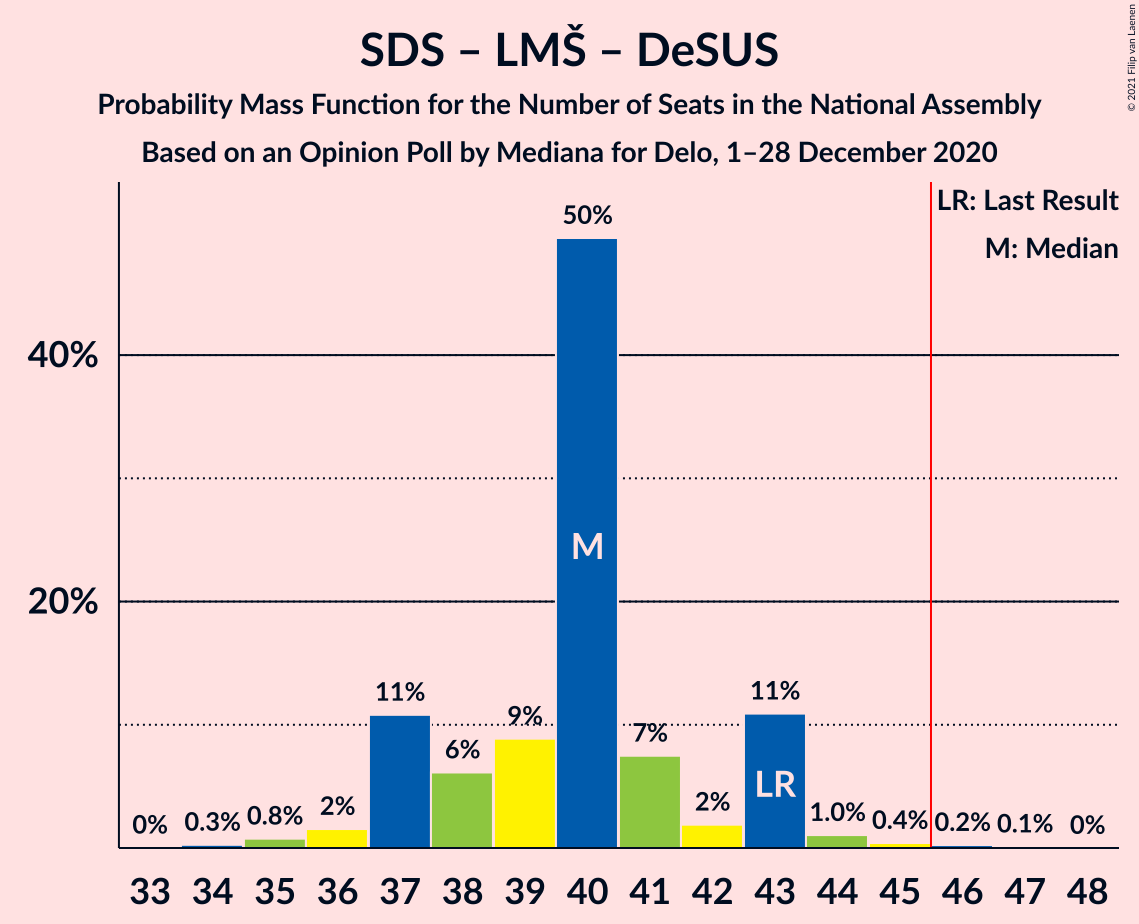 SDS – LMŠ – DeSUS
Probability Mass Function for the Number of Seats in the National Assembly
Based on an Opinion Poll by Mediana for Delo, 1–28 December 2020
© 2021 Filip van Laenen
LR: Last Result
M: Median
40%
20%
0%
0.3%
0.8%
2%
11%
6%
9%
50%
7%
2%
11%
1.0%
0.4%
0.2%
0.1%
0%
M
LR
33 34 35 36 37 38 39 40 41 42 43 44 45 46 47 48